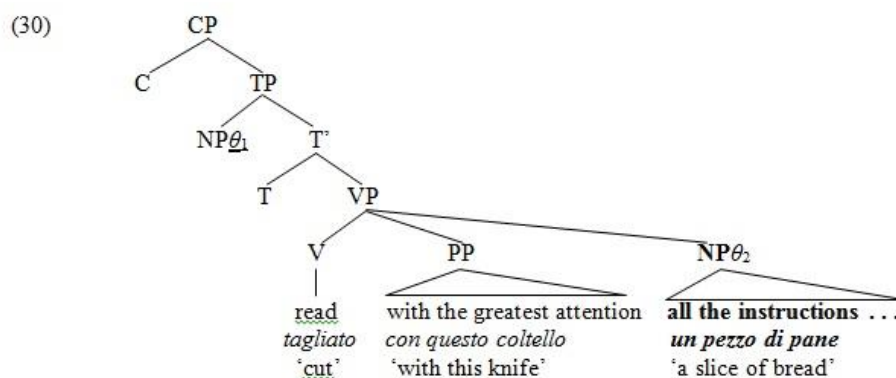 (30) CP
C TP
NPθ1 T’
T VP
V PP NPθ2
read with the greatest attention all the instructions . . .
tagliato con questo coltello un pezzo di pane
‘cut’ ‘with this knife’ ‘a slice of bread’